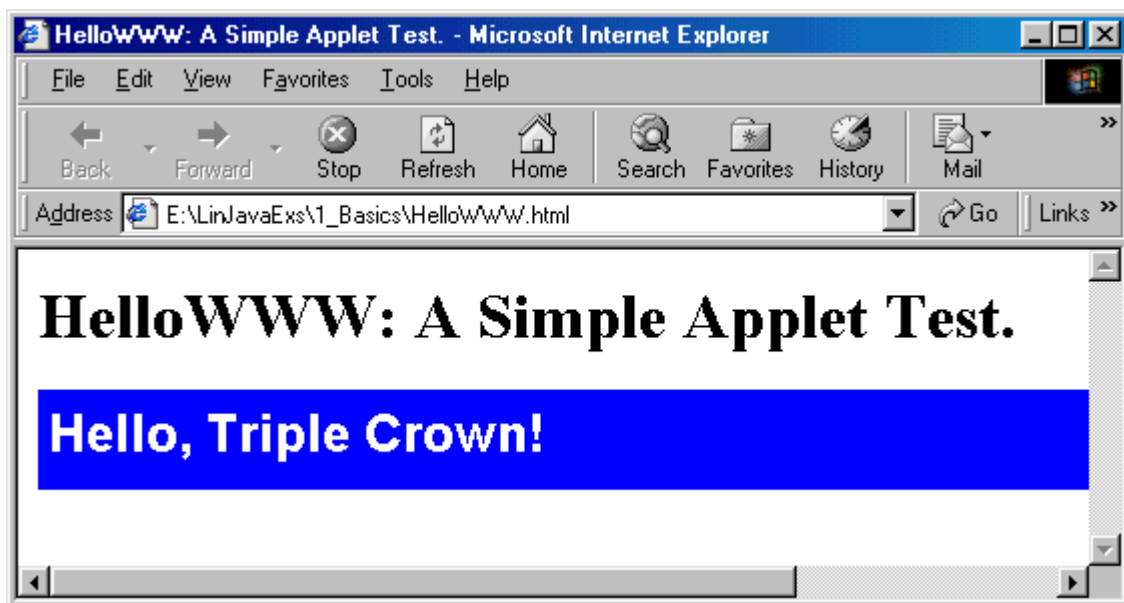 HelloWWW: A Simple Applet Test. - Microsoft Internet Explorer
File Edit View Favorites Tools Help
Back Forward Stop Refresh Home Search Favorites History Mail »
Address E:\LinJavaExs\1_Basics\HelloWWW.html Go Links »
HelloWWW: A Simple Applet Test.
Hello, Triple Crown!